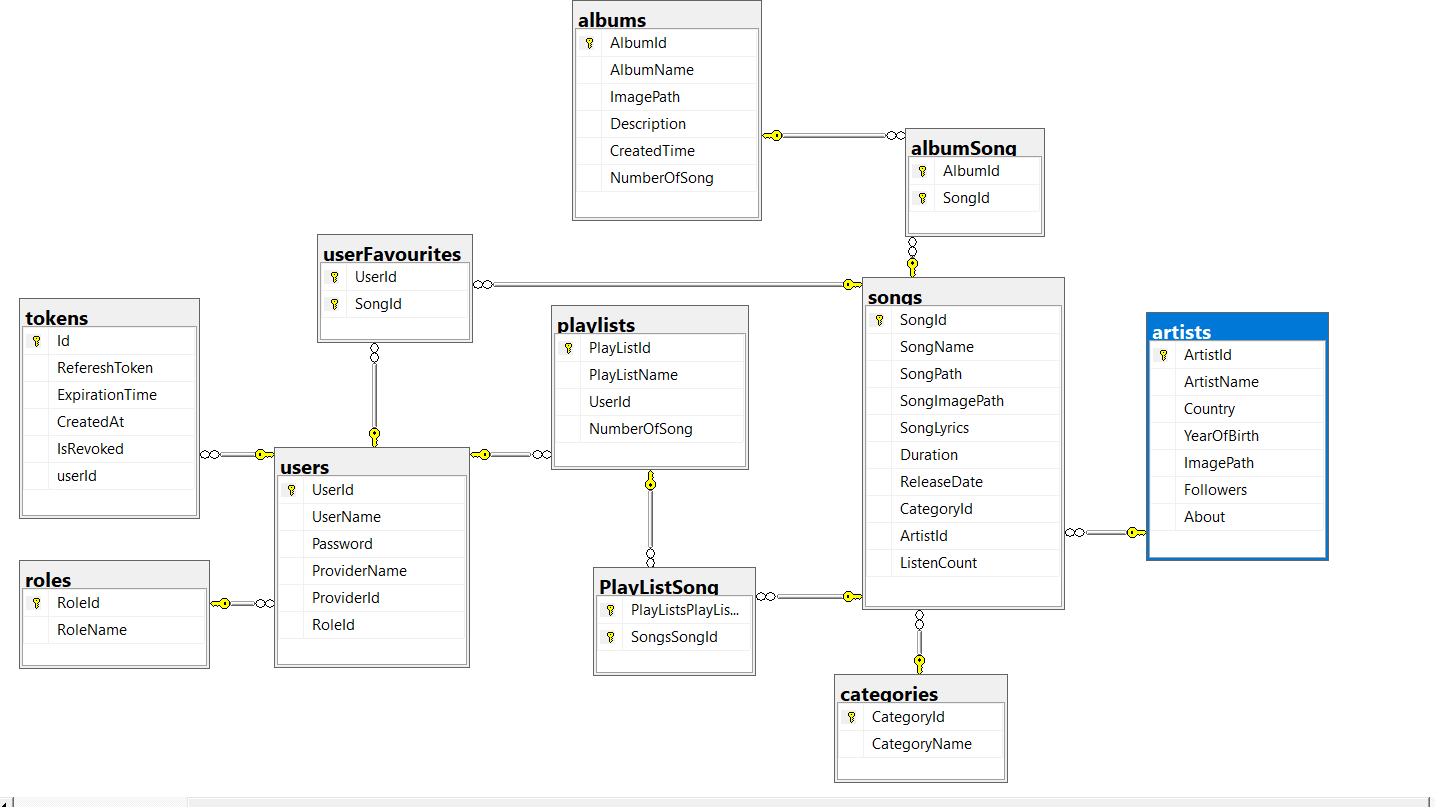 albums
AlbumId
AlbumName
ImagePath
Description
CreatedTime
NumberOfSong
albumSong
AlbumId
SongId
userFavourites
UserId
SongId
tokens
Id
RefereshToken
ExpirationTime
CreatedAt
IsRevoked
userId
playlists
PlayListId
PlayListName
UserId
NumberOfSong
songs
SongId
SongName
SongPath
SongImagePath
SongLyrics
Duration
ReleaseDate
CategoryId
ArtistId
ListenCount
artists
ArtistId
ArtistName
Country
YearOfBirth
ImagePath
Followers
About
users
UserId
UserName
Password
ProviderName
ProviderId
RoleId
roles
RoleId
RoleName
PlayListSong
PlayListsPlayLis...
SongsSongId
categories
CategoryId
CategoryName